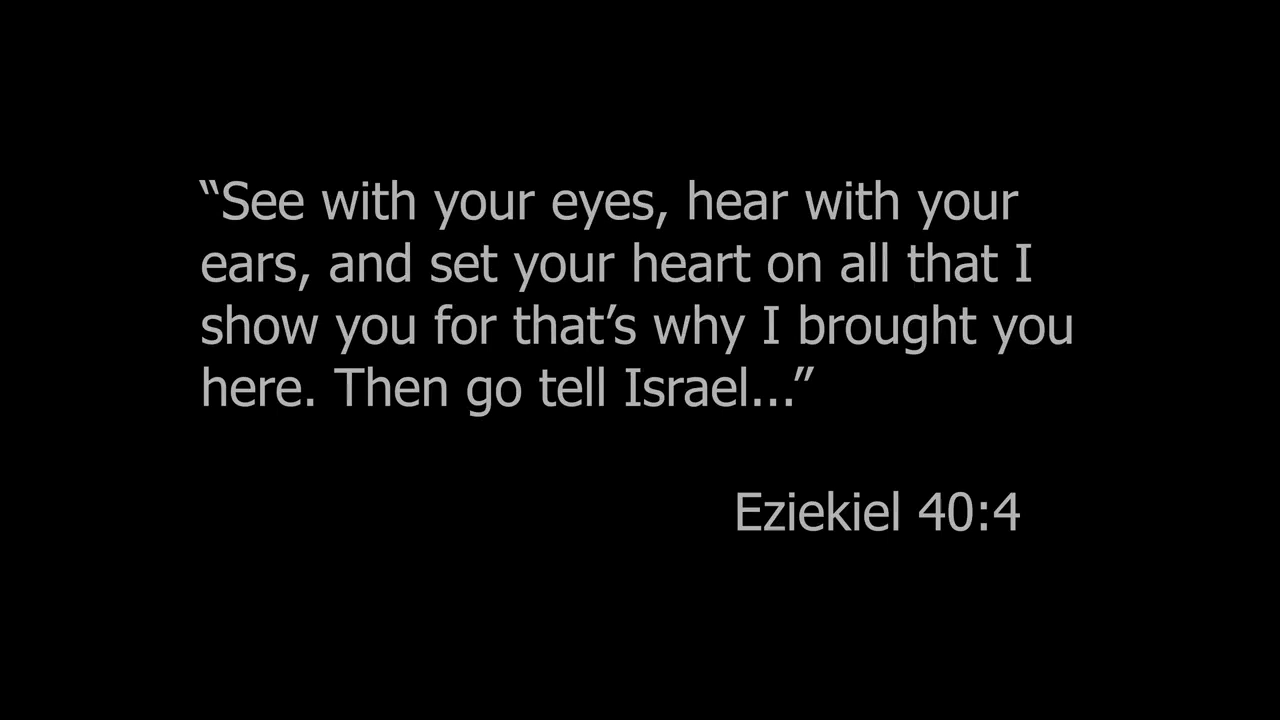 “See with your eyes, hear with your
ears, and set your heart on all that I
show you for that’s why I brought you
here. Then go tell Israel...”
Eziekiel 40:4